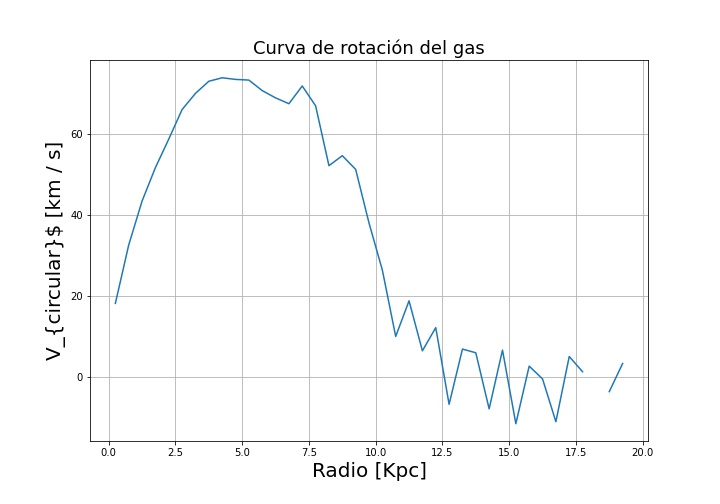 Curva de rotación del gas
V_{circular}$ [km / s]
60
40
20
0
0.0 2.5 5.0 7.5 10.0 12.5 15.0 17.5 20.0
Radio [Kpc]